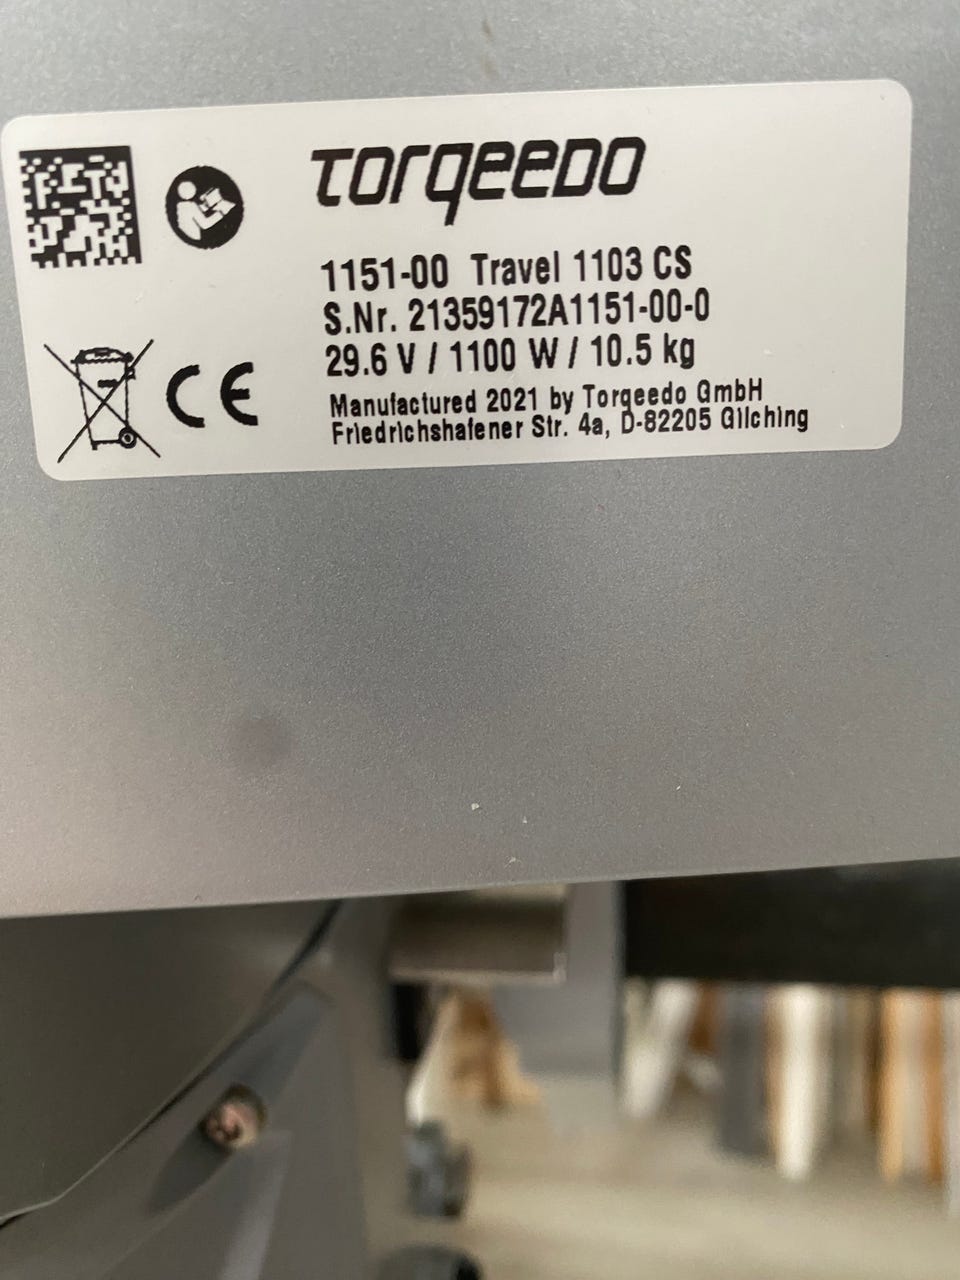 TorqeeDo
1151-00 Travel 1103 CS
S.Nr. 21359172A1151-00-0
29.6 V / 1100 W / 10.5 kg
Manufactured 2021 by Torqeedo GmbH
Friedrichshafener Str. 4a, D-82205 Gilching
CE